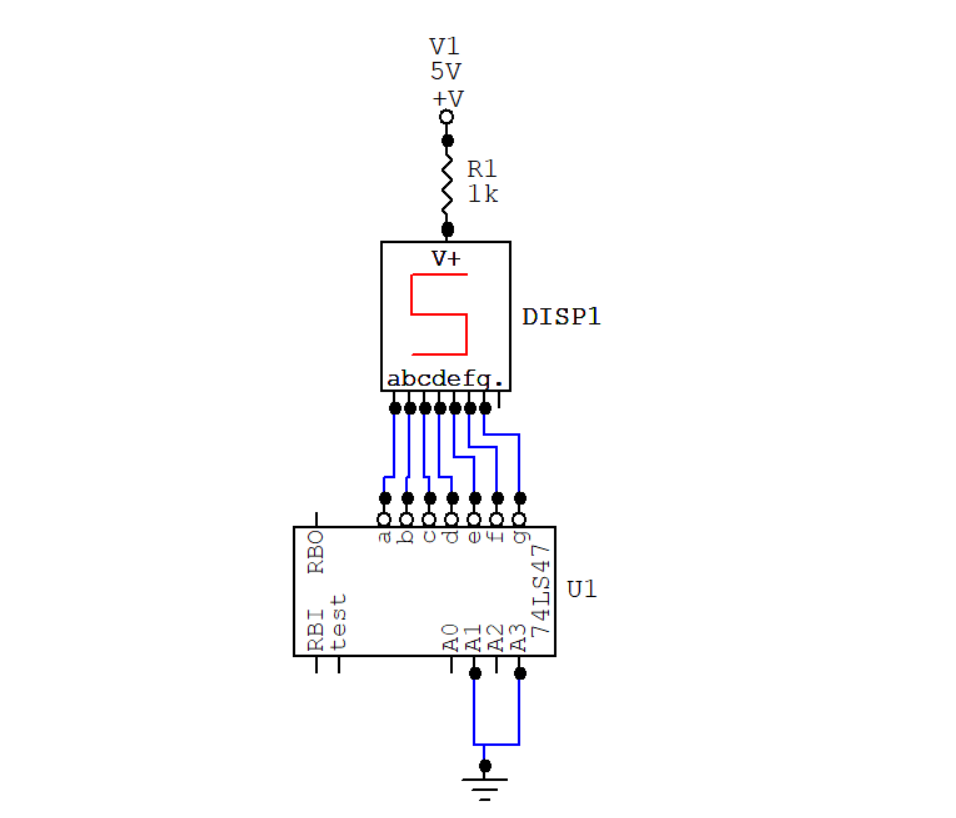 V1
5V
+V
R1
1k
V+
DISP1
abcdefg.
a b c d e f g
RBO
74LS47
U1
RBI
test
A0 A1 A2 A3